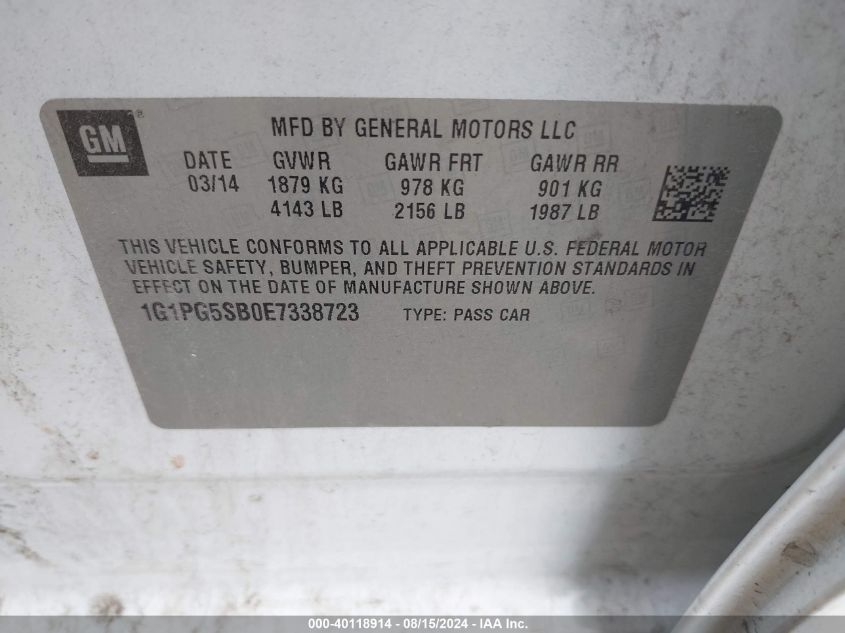 GM ®
MFD BY GENERAL MOTORS LLC
DATE GVWR GAWR FRT GAWR RR
03/14 1879 KG 978 KG 901 KG
4143 LB 2156 LB 1987 LB
THIS VEHICLE CONFORMS TO ALL APPLICABLE U.S. FEDERAL MOTOR
VEHICLE SAFETY, BUMPER, AND THEFT PREVENTION STANDARDS IN
EFFECT ON THE DATE OF MANUFACTURE SHOWN ABOVE.
1G1PG5SB0E7338723 TYPE: PASS CAR
000-40118914 - 08/15/2024 - IAA Inc.